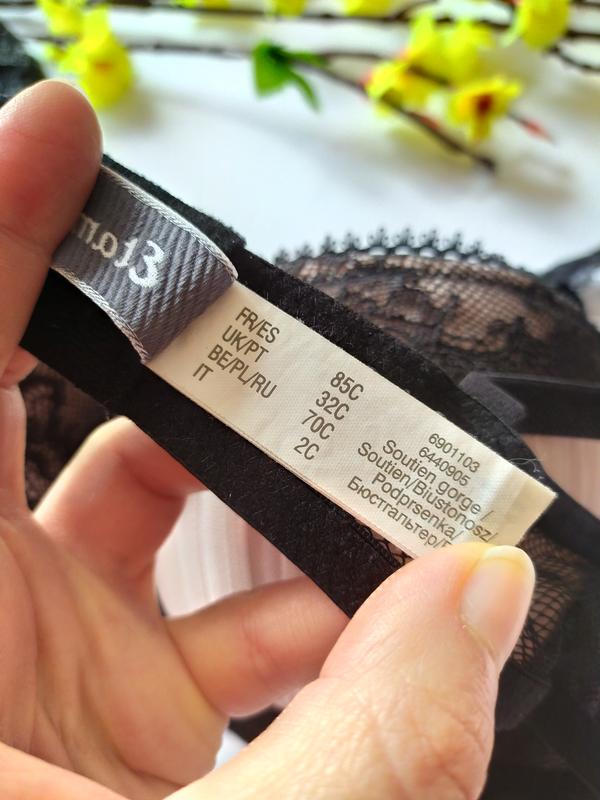 FR/ES 85C
UK/PT 32C
BE/PL/RU 70C
IT 2C
6901103
6440905
Soutien gorge /
Soutien/Biustonosz/
Podprsenka/
Бюстгальтер/